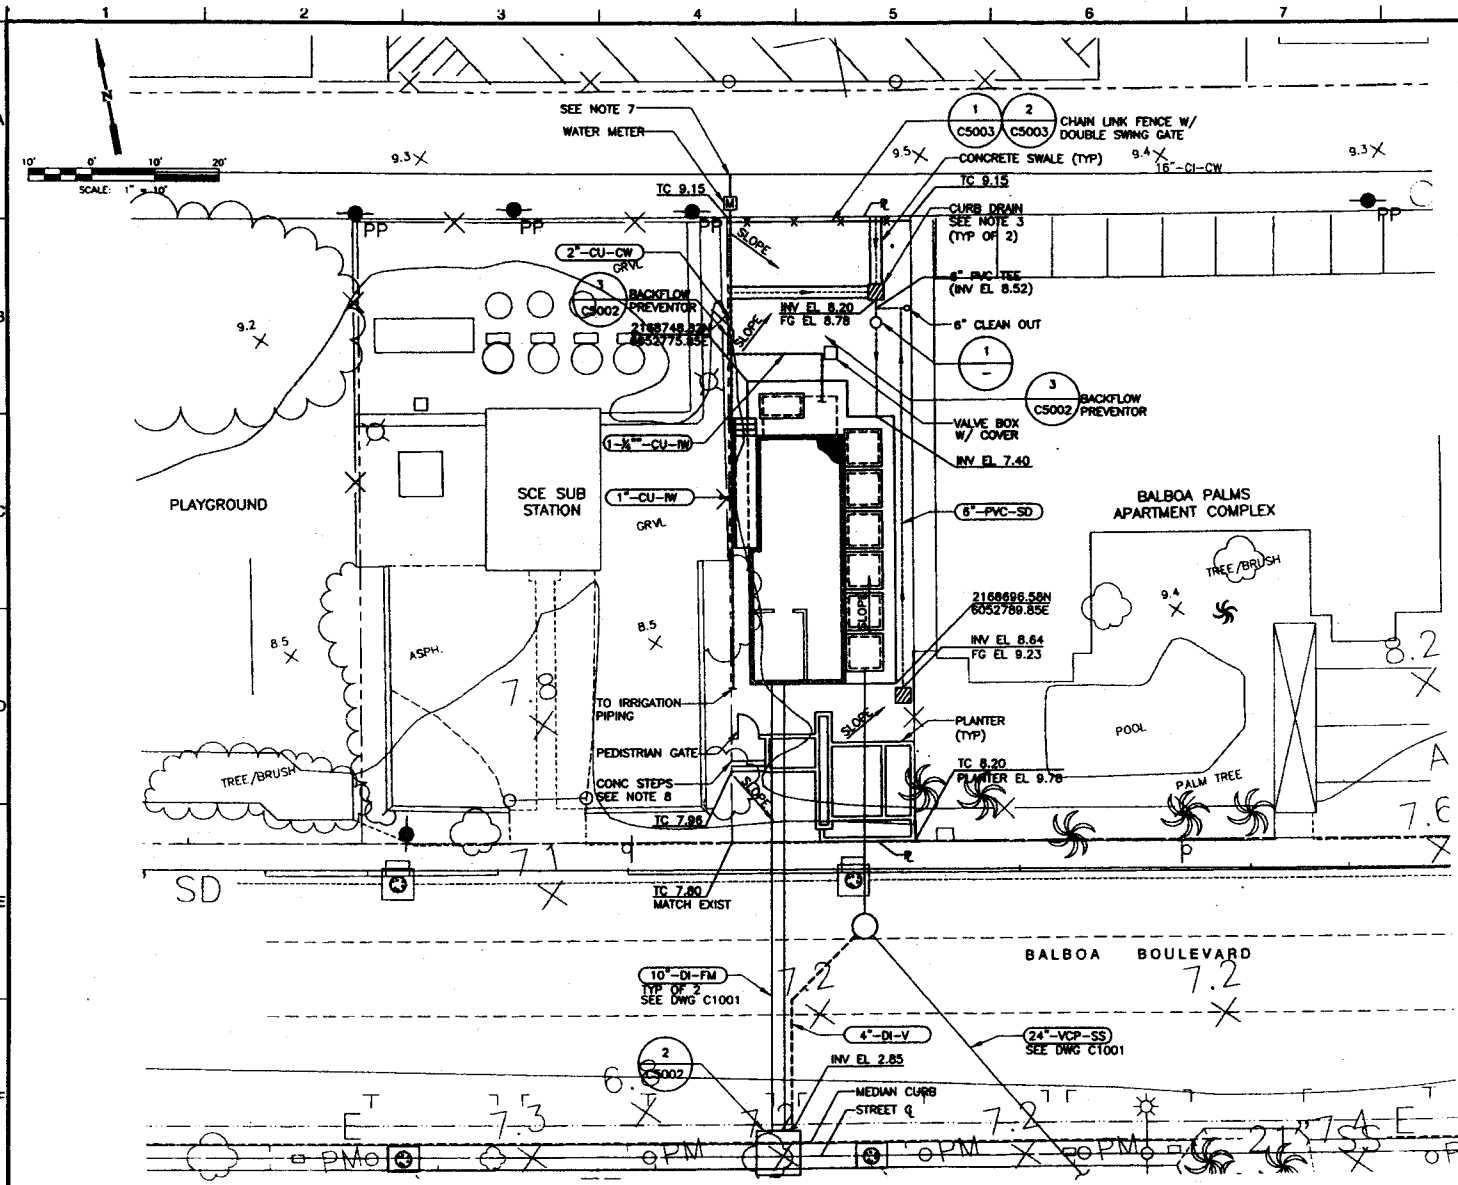 1
2
3
4
5
6
7
A
B
C
D
E
F
N
10'
0'
10'
20'
SCALE: 1" = 10'
SEE NOTE 7
WATER METER
1
C5003
2
C5003
CHAIN LINK FENCE W/
DOUBLE SWING GATE
9.3
9.5
9.4
9.3
CONCRETE SWALE (TYP)
16"-CI-CW
TC 9.15
M
TC 9.15
CURB DRAIN
SEE NOTE 3
(TYP OF 2)
PP
PP
PP
PP
SLOPE
2"-CU-CW
GRVL
3
C5002
BACKFLOW
PREVENTOR
6" PVC TEE
(INV EL 8.52)
INV EL 8.20
FG EL 8.78
2168748.82N
6052775.85E
SLOPE
6" CLEAN OUT
9.2
1
-
3
C5002
BACKFLOW
PREVENTOR
VALVE BOX
W/ COVER
1-¼"-CU-IW
INV EL 7.40
PLAYGROUND
SCE SUB
STATION
1"-CU-IW
GRVL
6"-PVC-SD
BALBOA PALMS
APARTMENT COMPLEX
TREE/BRUSH
9.4
2168696.58N
6052789.85E
SLOPE
INV EL 8.64
FG EL 9.23
8.5
8.5
ASPH.
8.2
7.8
TO IRRIGATION
PIPING
SLOPE
PLANTER
(TYP)
POOL
PEDISTRIAN GATE
TREE/BRUSH
CONC STEPS
SEE NOTE 8
SLOPE
TC 8.20
PLANTER EL 9.78
PALM TREE
A
TC 7.96
7.6
7.1
SD
TC 7.80
MATCH EXIST
BALBOA BOULEVARD
10"-DI-FM
TYP OF 2
SEE DWG C1001
7.2
7.2
4"-DI-V
24"-VCP-SS
SEE DWG C1001
2
C5002
INV EL 2.85
MEDIAN CURB
STREET
E
7.3
7.2
E
PM
PM
PM
PM
21"
SS